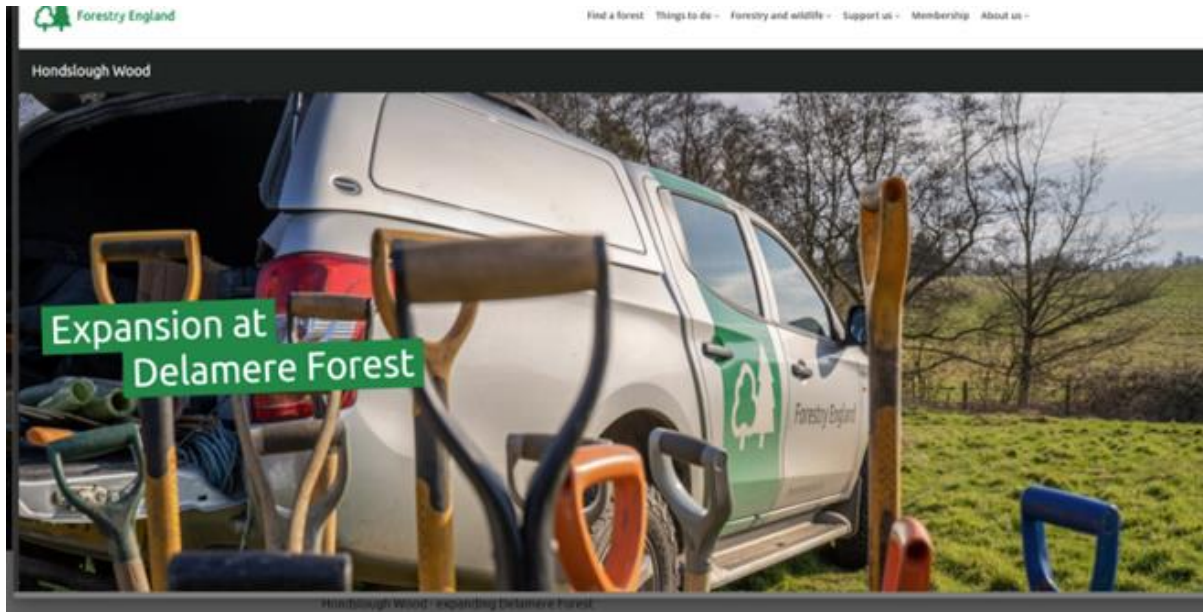 Forestry England
Find a forest Things to do Forestry and wildlife Support us Membership About us
Hondslough Wood
Expansion at
Delamere Forest
Forestry England
Hondslough Wood - expanding Delamere Forest